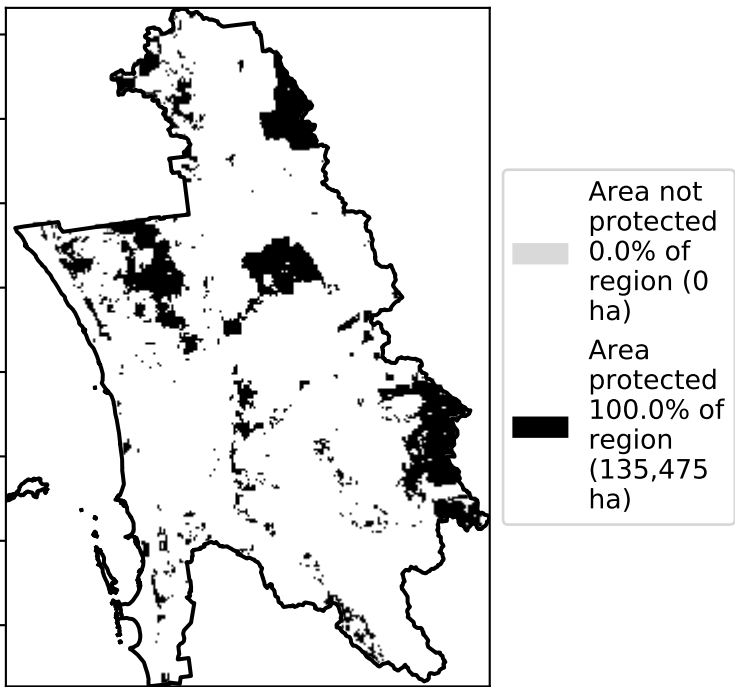 Area not
protected
0.0% of
region (0
ha)
Area
protected
100.0% of
region
(135,475
ha)